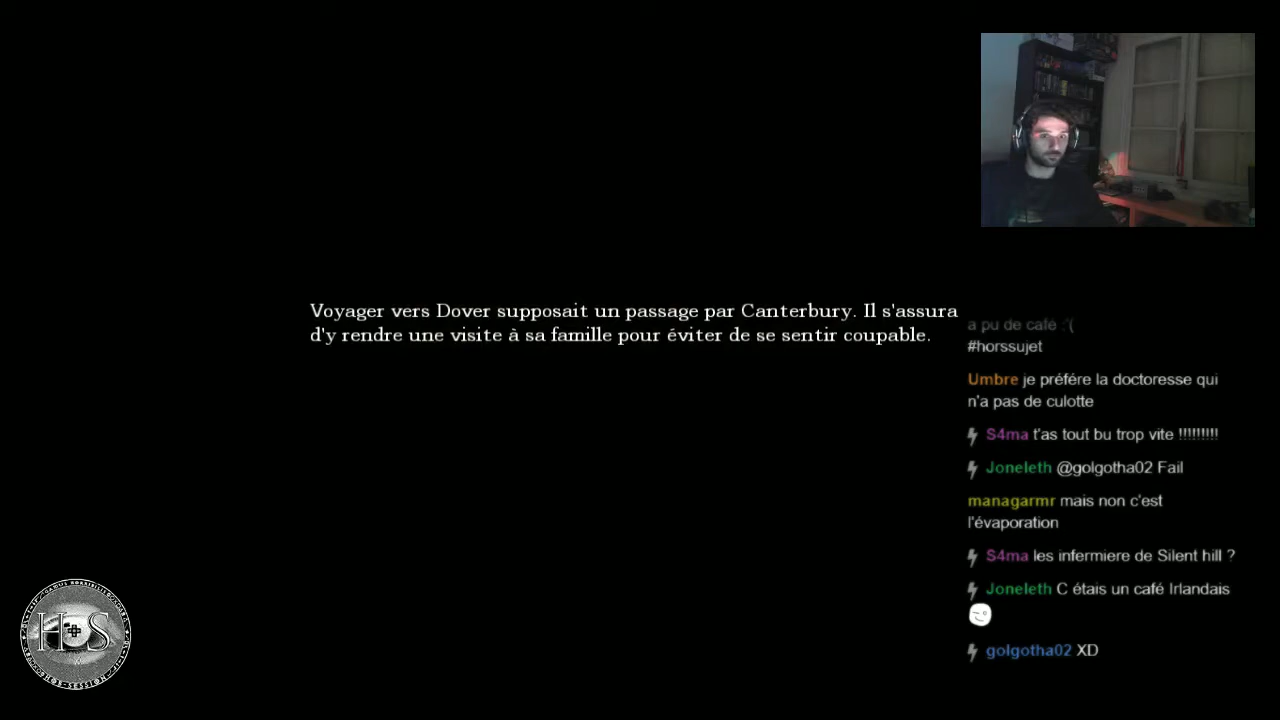 Voyager vers Dover supposait un passage par Canterbury. Il s'assura
d'y rendre une visite à sa famille pour éviter de se sentir coupable.
a pu de café :'(
#horssujet
Umbre je préfére la doctoresse qui
n'a pas de culotte
S4ma t'as tout bu trop vite !!!!!!!!!
Joneleth @golgotha02 Fail
managarmr mais non c'est
l'évaporation
S4ma les infermiere de Silent hill ?
Joneleth C étais un café Irlandais
golgotha02 XD
HS